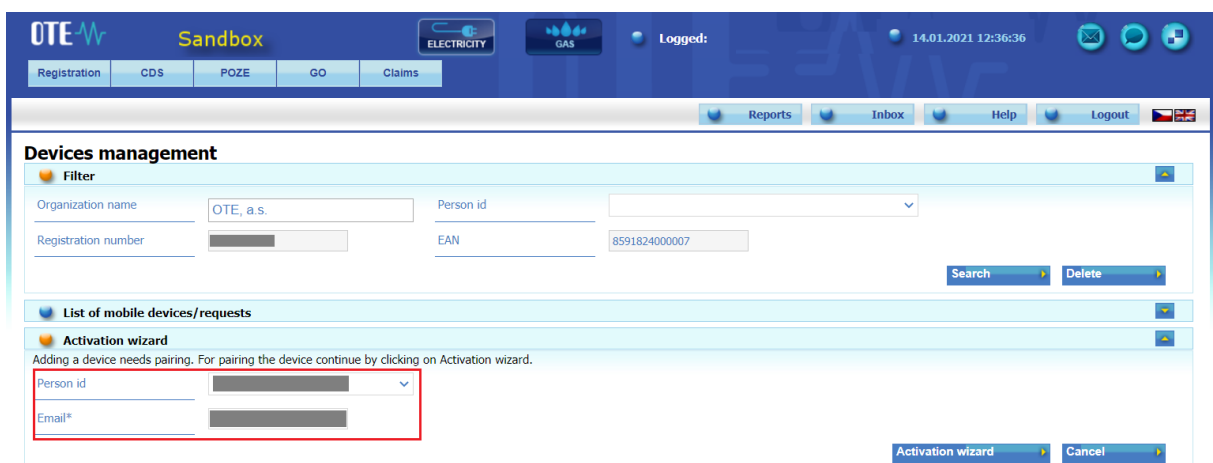 OTE
Sandbox
ELECTRICITY
GAS
Logged:
14.01.2021 12:36:36
Registration CDS POZE GO Claims
Reports Inbox Help Logout
Devices management
Filter
Organization name OTE, a.s. Person id
Registration number EAN 8591824000007
Search Delete
List of mobile devices/requests
Activation wizard
Adding a device needs pairing. For pairing the device continue by clicking on Activation wizard.
Person id
Email*
Activation wizard Cancel